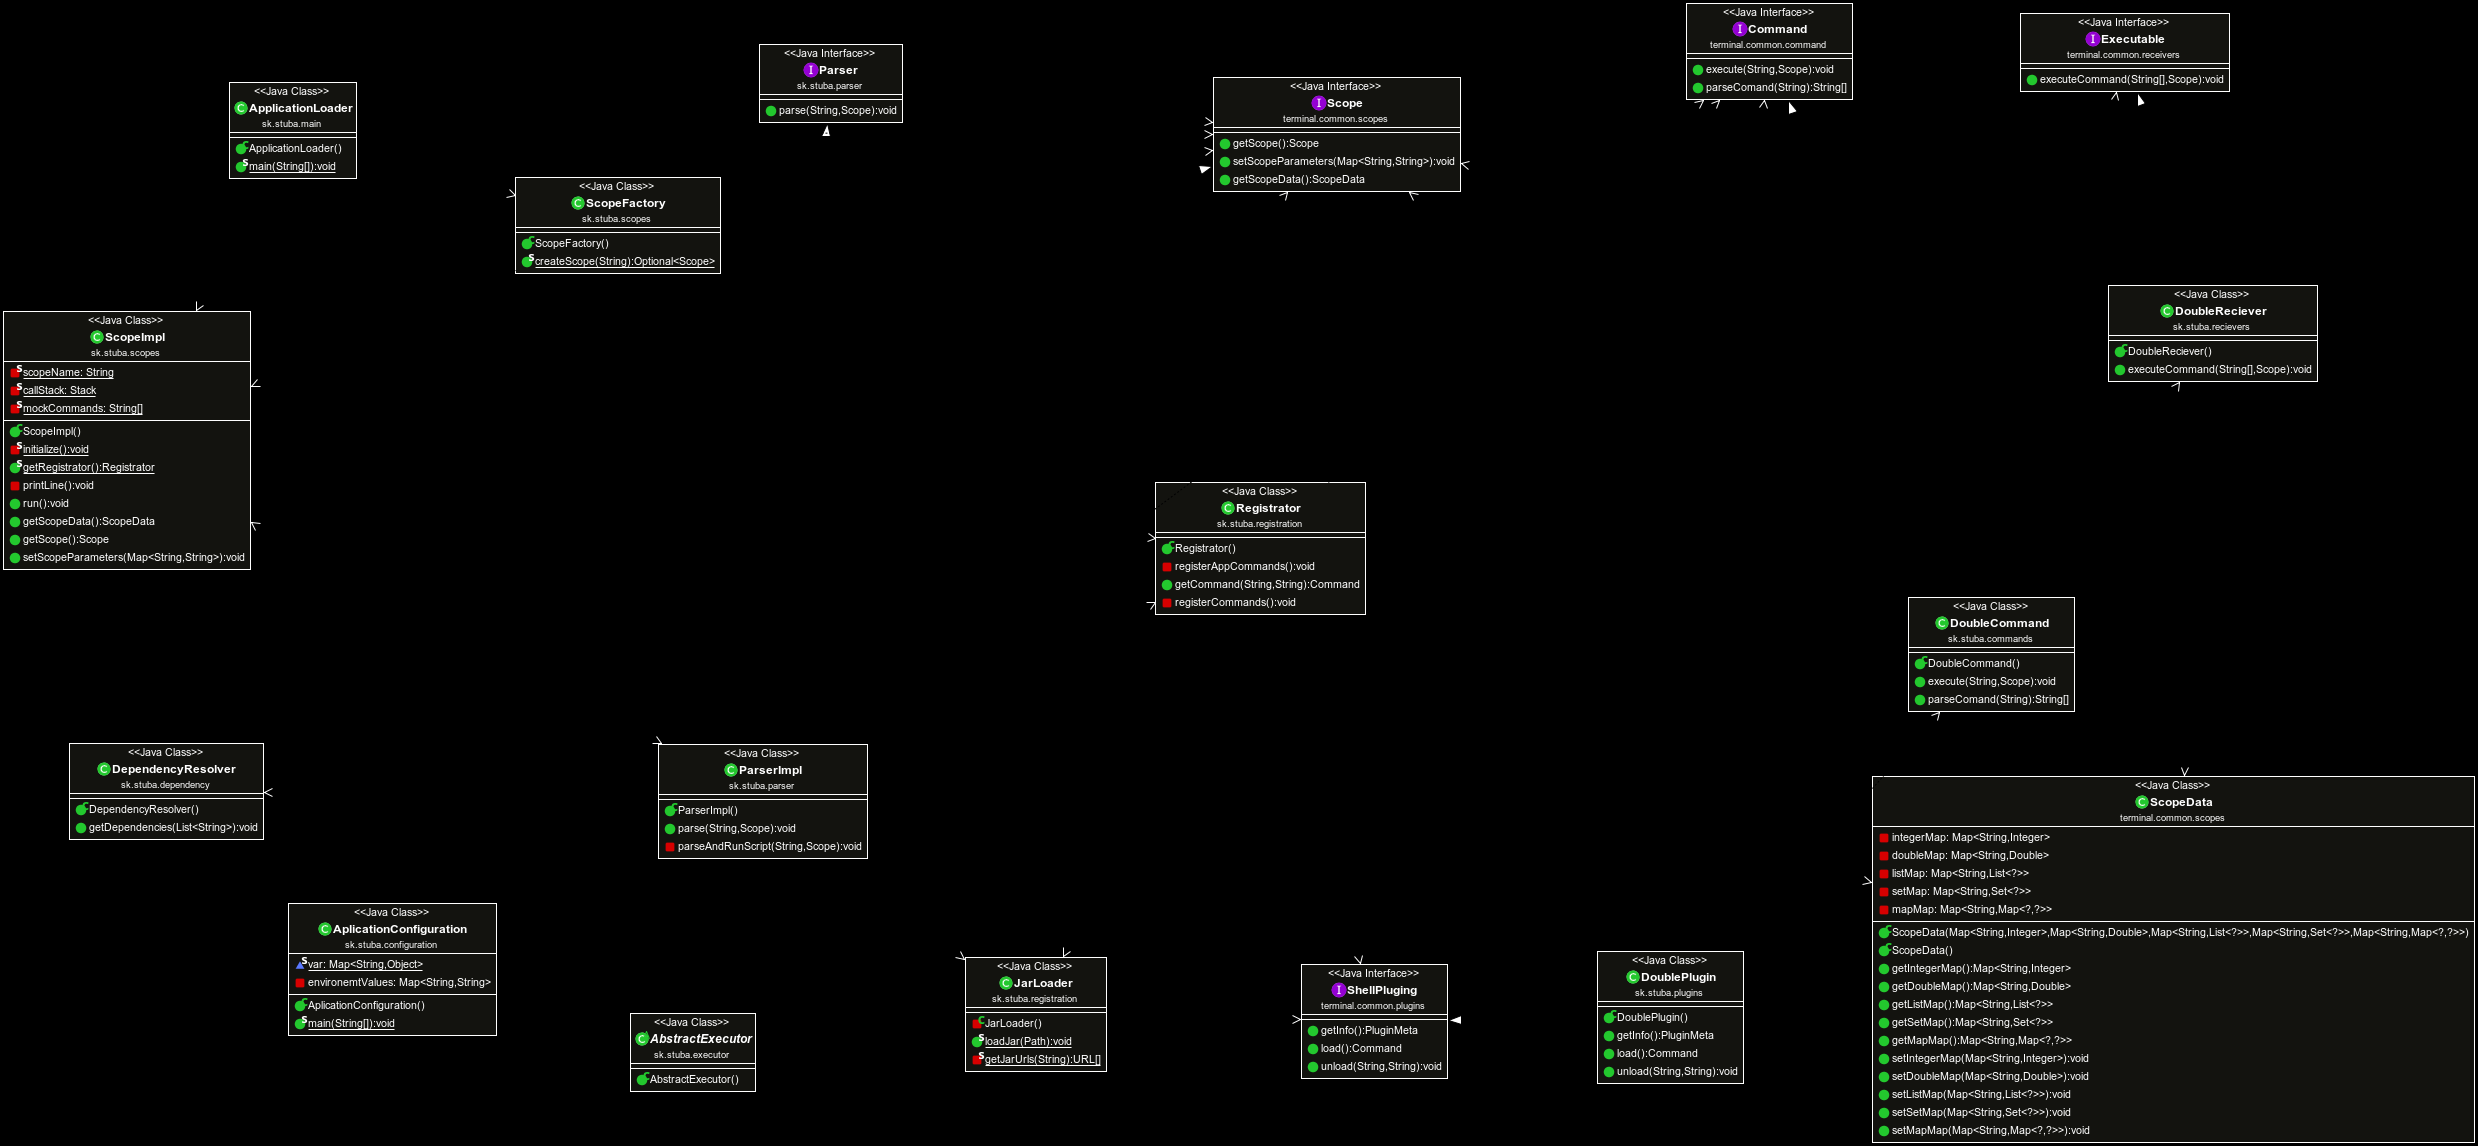 <<Java Class>>
ApplicationLoader
sk.stuba.main
ApplicationLoader()
main(String[]):void
<<Java Interface>>
Parser
sk.stuba.parser
parse(String,Scope):void
<<Java Interface>>
Scope
terminal.common.scopes
getScope():Scope
setScopeParameters(Map<String,String>):void
getScopeData():ScopeData
<<Java Interface>>
Command
terminal.common.command
execute(String,Scope):void
parseComand(String):String[]
<<Java Interface>>
Executable
terminal.common.receivers
executeCommand(String[],Scope):void
<<Java Class>>
ScopeFactory
sk.stuba.scopes
ScopeFactory()
createScope(String):Optional<Scope>
<<Java Class>>
ScopeImpl
sk.stuba.scopes
scopeName: String
callStack: Stack
mockCommands: String[]
ScopeImpl()
initialize():void
getRegistrator():Registrator
printLine():void
run():void
getScopeData():ScopeData
getScope():Scope
setScopeParameters(Map<String,String>):void
<<Java Class>>
DoubleReciever
sk.stuba.recievers
DoubleReciever()
executeCommand(String[],Scope):void
<<Java Class>>
Registrator
sk.stuba.registration
Registrator()
registerAppCommands():void
getCommand(String,String):Command
registerCommands():void
<<Java Class>>
DoubleCommand
sk.stuba.commands
DoubleCommand()
execute(String,Scope):void
parseComand(String):String[]
<<Java Class>>
DependencyResolver
sk.stuba.dependency
DependencyResolver()
getDependencies(List<String>):void
<<Java Class>>
ParserImpl
sk.stuba.parser
ParserImpl()
parse(String,Scope):void
parseAndRunScript(String,Scope):void
<<Java Class>>
ScopeData
terminal.common.scopes
integerMap: Map<String,Integer>
doubleMap: Map<String,Double>
listMap: Map<String,List<?>>
setMap: Map<String,Set<?>>
mapMap: Map<String,Map<?,?>>
ScopeData(Map<String,Integer>,Map<String,Double>,Map<String,List<?>>,Map<String,Set<?>>,Map<String,Map<?,?>>)
ScopeData()
getIntegerMap():Map<String,Integer>
getDoubleMap():Map<String,Double>
getListMap():Map<String,List<?>>
getSetMap():Map<String,Set<?>>
getMapMap():Map<String,Map<?,?>>
setIntegerMap(Map<String,Integer>):void
setDoubleMap(Map<String,Double>):void
setListMap(Map<String,List<?>>):void
setSetMap(Map<String,Set<?>>):void
setMapMap(Map<String,Map<?,?>>):void
<<Java Class>>
AplicationConfiguration
sk.stuba.configuration
var: Map<String,Object>
environemtValues: Map<String,String>
AplicationConfiguration()
main(String[]):void
<<Java Class>>
AbstractExecutor
sk.stuba.executor
AbstractExecutor()
<<Java Class>>
JarLoader
sk.stuba.registration
JarLoader()
loadJar(Path):void
getJarUrls(String):URL[]
<<Java Interface>>
ShellPluging
terminal.common.plugins
getInfo():PluginMeta
load():Command
unload(String,String):void
<<Java Class>>
DoublePlugin
sk.stuba.plugins
DoublePlugin()
getInfo():PluginMeta
load():Command
unload(String,String):void